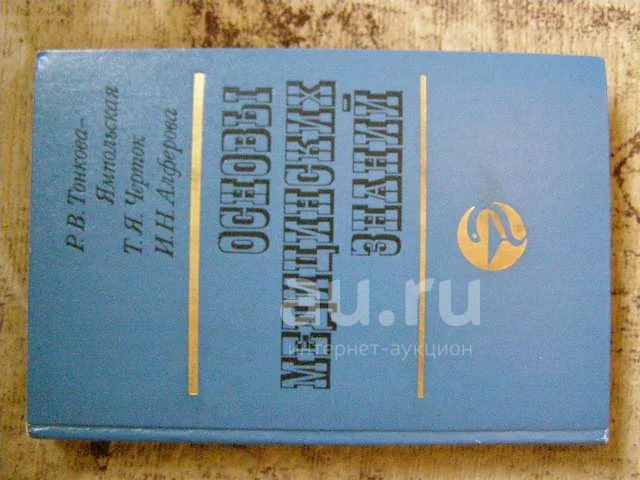 Р.В. Тонкова-
Ямпольская
Т.Я. Черток
И.Н. Алферова
ОСНОВЫ
МЕДИЦИНСКИХ
ЗНАНИЙ
au.ru
интернет-аукцион